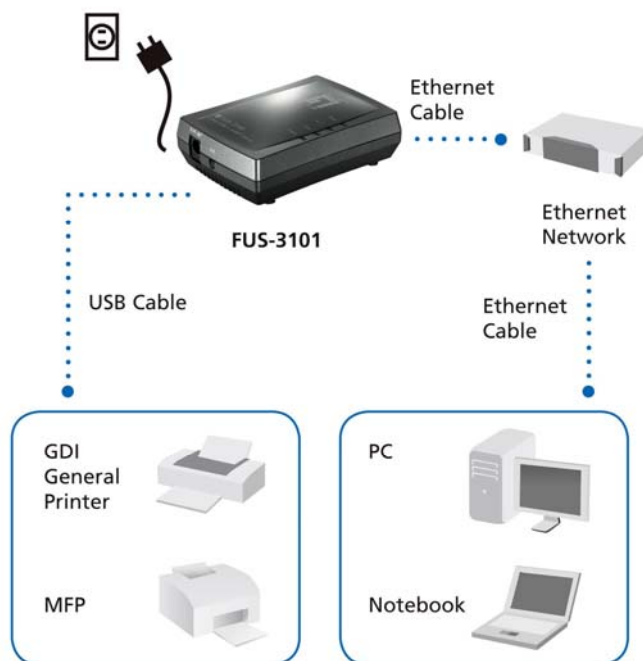 Ethernet
Cable
FUS-3101
Ethernet
Network
USB Cable
Ethernet
Cable
GDI
General
Printer
MFP
PC
Notebook